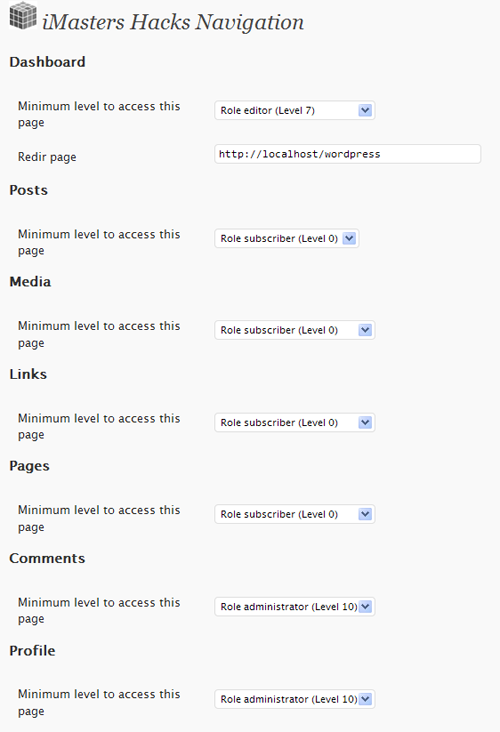 iMasters Hacks Navigation
Dashboard
Minimum level to access this
page
Role editor (Level 7)
Redir page
http://localhost/wordpress
Posts
Minimum level to access this
page
Role subscriber (Level 0)
Media
Minimum level to access this
page
Role subscriber (Level 0)
Links
Minimum level to access this
page
Role subscriber (Level 0)
Pages
Minimum level to access this
page
Role subscriber (Level 0)
Comments
Minimum level to access this
page
Role administrator (Level 10)
Profile
Minimum level to access this
page
Role administrator (Level 10)